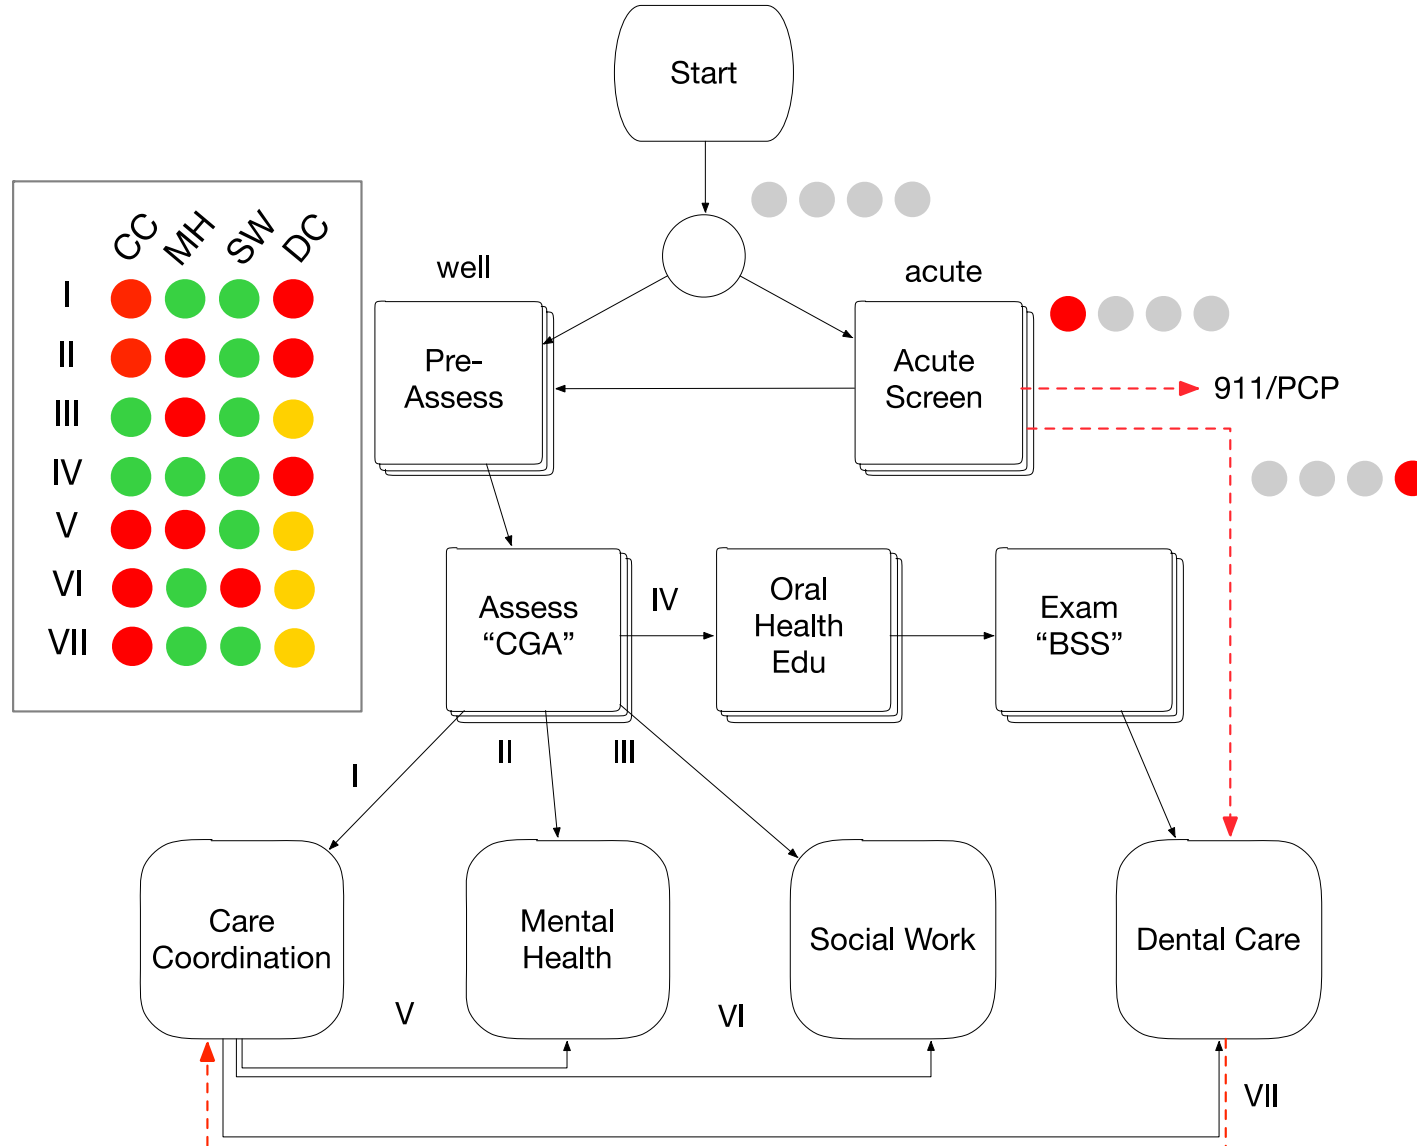 Start
CC MH SW DC
I
II
III
IV
V
VI
VII
well
acute
Pre-
Assess
Acute
Screen
911/PCP
Assess
“CGA”
IV
Oral
Health
Edu
Exam
“BSS”
I
II
III
Care
Coordination
Mental
Health
Social Work
Dental Care
V
VI
VII